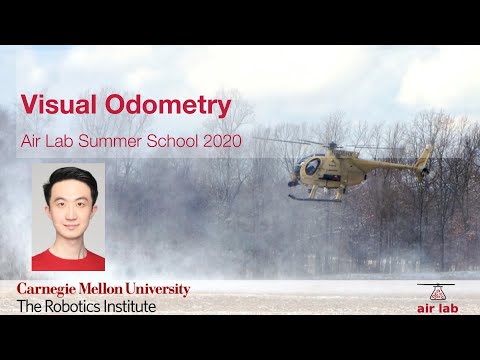 Visual Odometry
Air Lab Summer School 2020
Carnegie Mellon University
The Robotics Institute
air lab